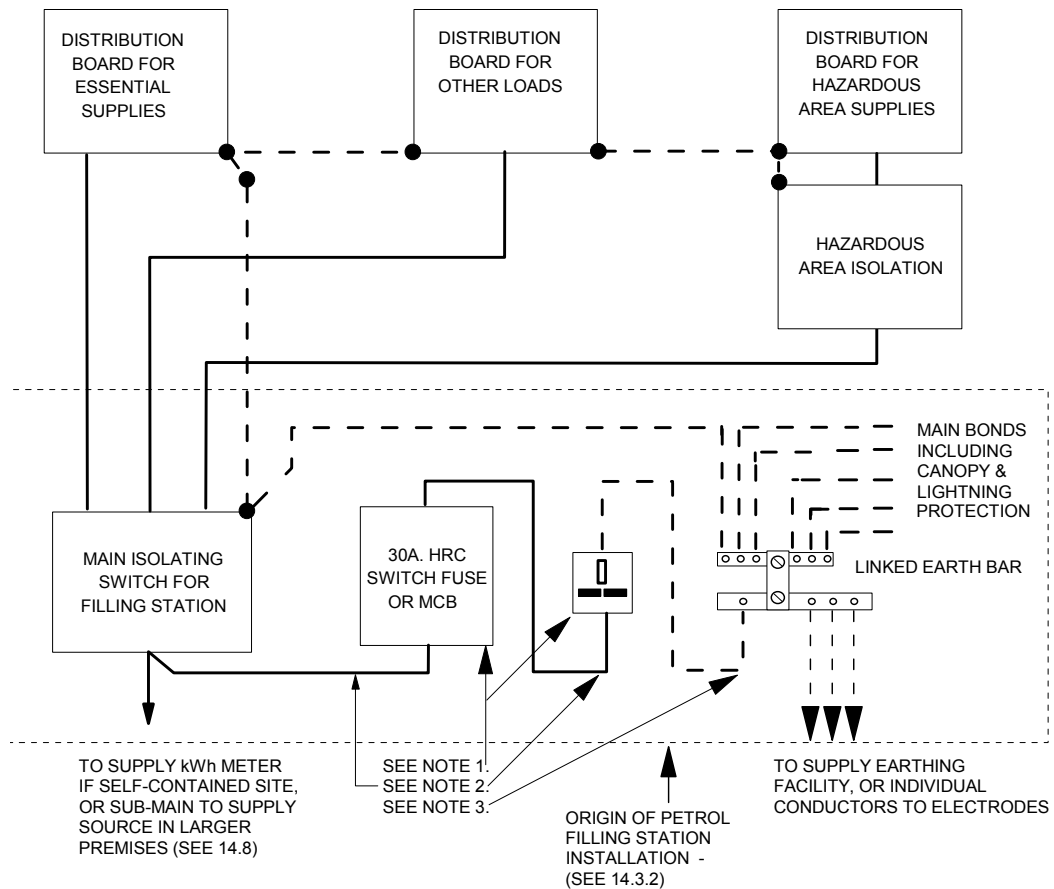 DISTRIBUTION
BOARD FOR
ESSENTIAL
SUPPLIES
DISTRIBUTION
BOARD FOR
OTHER LOADS
DISTRIBUTION
BOARD FOR
HAZARDOUS
AREA SUPPLIES
HAZARDOUS
AREA ISOLATION
MAIN BONDS
INCLUDING
CANOPY &
LIGHTNING
PROTECTION
MAIN ISOLATING
SWITCH FOR
FILLING STATION
30A. HRC
SWITCH FUSE
OR MCB
LINKED EARTH BAR
TO SUPPLY kWh METER
IF SELF-CONTAINED SITE,
OR SUB-MAIN TO SUPPLY
SOURCE IN LARGER
PREMISES (SEE 14.8)
SEE NOTE 1.
SEE NOTE 2.
SEE NOTE 3.
ORIGIN OF PETROL
FILLING STATION
INSTALLATION -
(SEE 14.3.2)
TO SUPPLY EARTHING
FACILITY, OR INDIVIDUAL
CONDUCTORS TO ELECTRODES